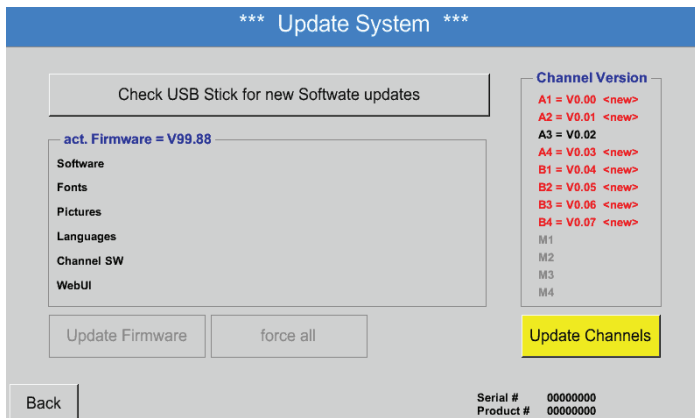 *** Update System ***
Check USB Stick for new Softwate updates
act. Firmware = V99.88
Software
Fonts
Pictures
Languages
Channel SW
WebUI
Update Firmware
force all
Channel Version
A1 = V0.00 <new>
A2 = V0.01 <new>
A3 = V0.02
A4 = V0.03 <new>
B1 = V0.04 <new>
B2 = V0.05 <new>
B3 = V0.06 <new>
B4 = V0.07 <new>
M1
M2
M3
M4
Update Channels
Back
Serial # 00000000
Product # 00000000